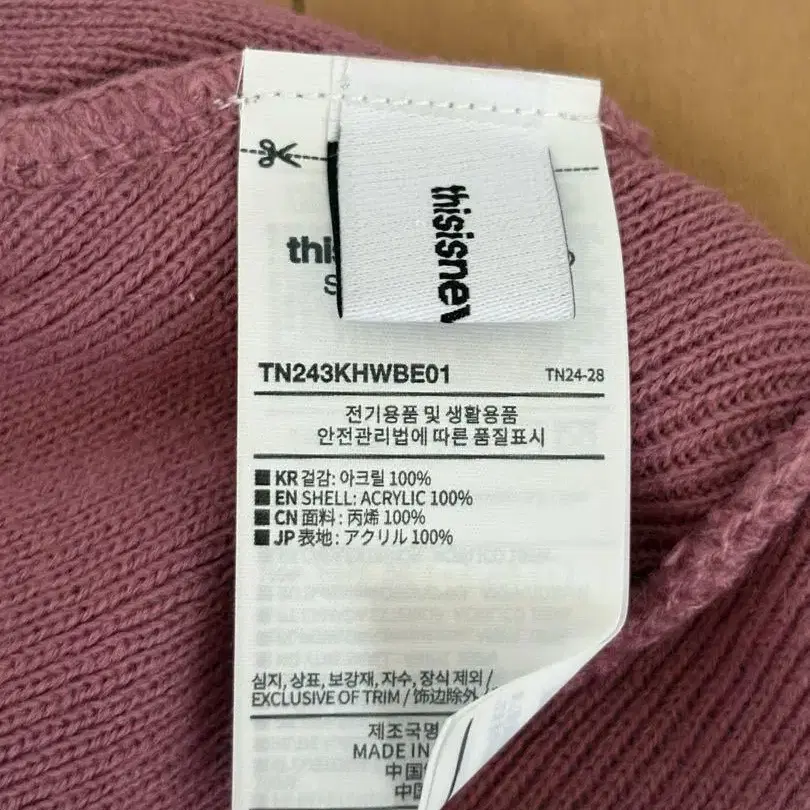 thisisnev
thi
S
TN243KHWBE01 TN24-28
전기용품 및 생활용품
안전관리법에 따른 품질표시
KR 겉감: 아크릴 100%
EN SHELL: ACRYLIC 100%
CN 面料: 丙烯 100%
JP 表地: アクリル 100%
심지, 상표, 보강재, 자수, 장식 제외/
EXCLUSIVE OF TRIM / 饰边除外
제조국명
MADE IN
中国
中国